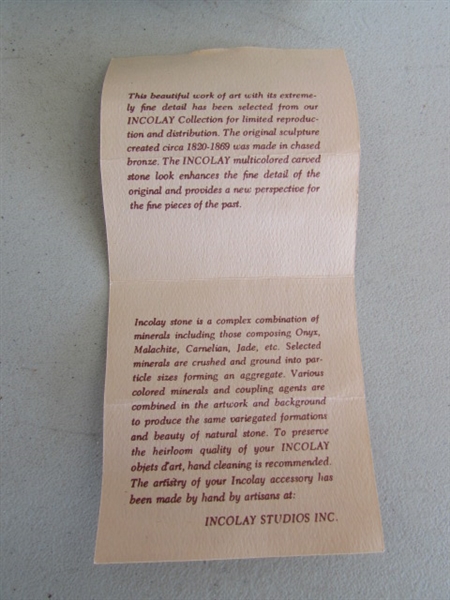 This beautiful work of art with its extreme-
ly fine detail has been selected from our
INCOLAY Collection for limited reproduc-
tion and distribution. The original sculpture
created circa 1820-1869 was made in chased
bronze. The INCOLAY multicolored carved
stone look enhances the fine detail of the
original and provides a new perspective for
the fine pieces of the past.
Incolay stone is a complex combination of
minerals including those composing Onyx,
Malachite, Carnelian, Jade, etc. Selected
minerals are crushed and ground into par-
ticle sizes forming an aggregate. Various
colored minerals and coupling agents are
combined in the artwork and background
to produce the same variegated formations
and beauty of natural stone. To preserve
the heirloom quality of your INCOLAY
objets d'art, hand cleaning is recommended.
The artistry of your Incolay accessory has
been made by hand by artisans at:
INCOLAY STUDIOS INC.